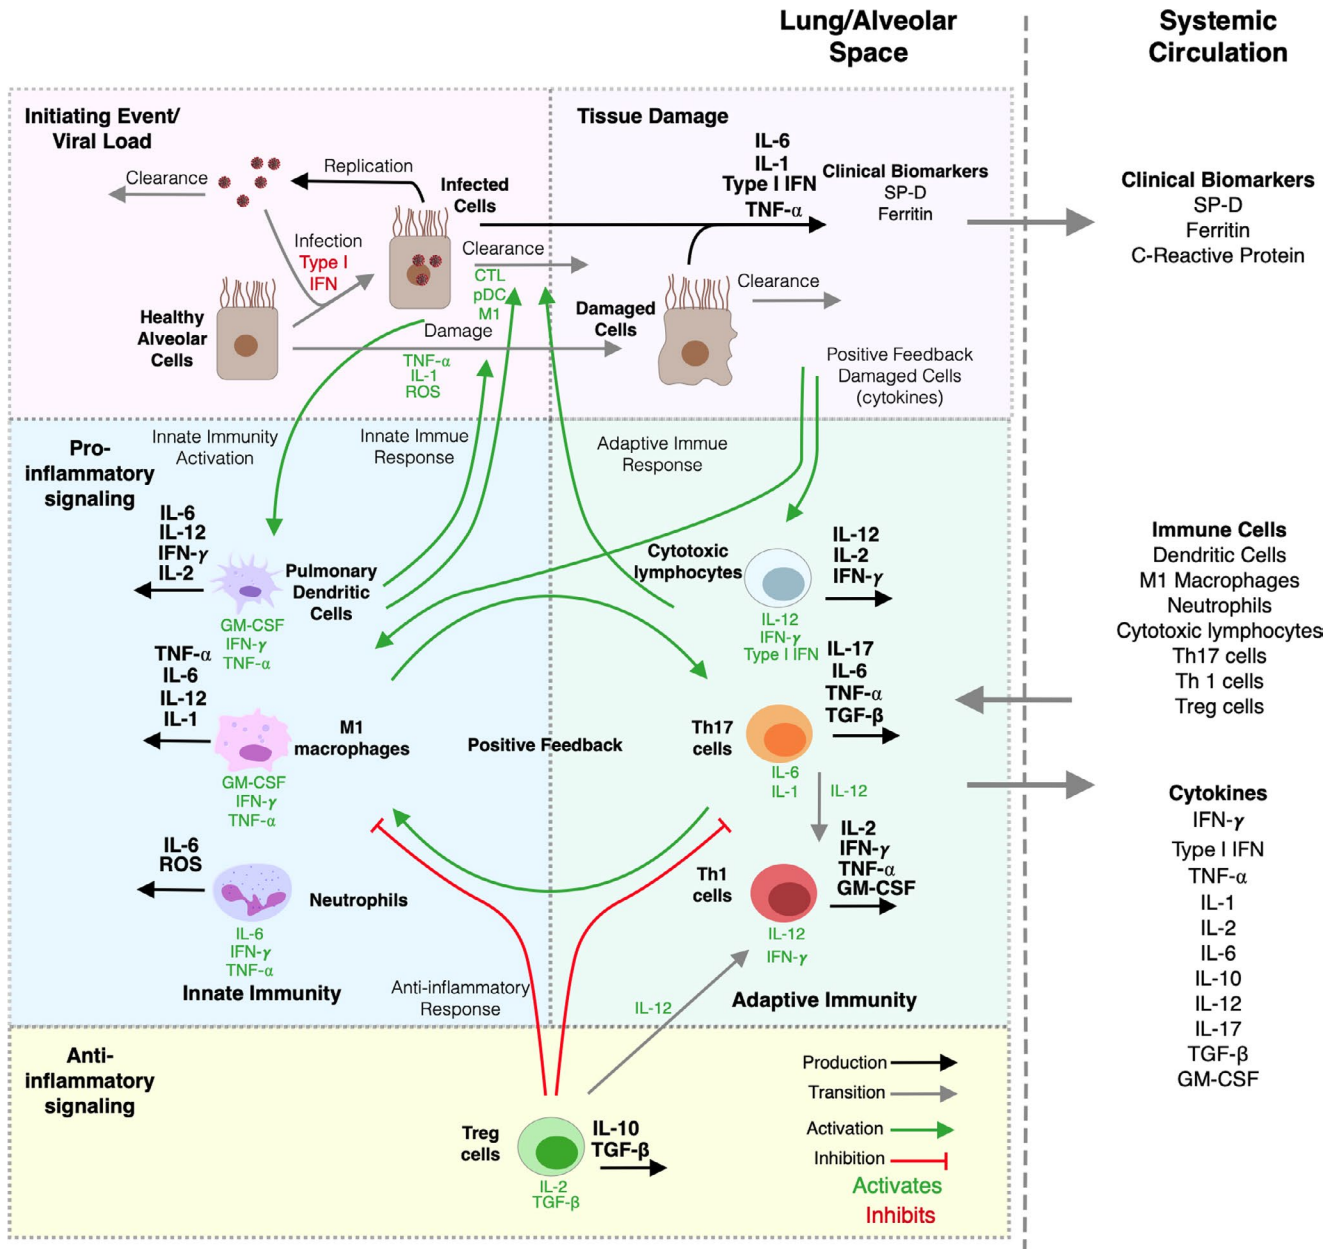 Lung/Alveolar
Space
Systemic
Circulation
Initiating Event/
Viral Load
Clearance
Replication
Infected
Cells
Infection
Type I
IFN
Healthy
Alveolar
Cells
Clearance
CTL
pDC
M1
Damage
TNF-α
IL-1
ROS
Tissue Damage
IL-6
IL-1
Type I IFN
TNF-α
Clinical Biomarkers
SP-D
Ferritin
Damaged
Cells
Clearance
Positive Feedback
Damaged Cells
(cytokines)
Clinical Biomarkers
SP-D
Ferritin
C-Reactive Protein
Pro-
inflammatory
signaling
Innate Immunity
Activation
Innate Immue
Response
Adaptive Immue
Response
IL-6
IL-12
IFN-γ
IL-2
Pulmonary
Dendritic
Cells
GM-CSF
IFN-γ
TNF-α
TNF-α
IL-6
IL-12
IL-1
M1
macrophages
GM-CSF
IFN-γ
TNF-α
IL-6
ROS
Neutrophils
IL-6
IFN-γ
TNF-α
Innate Immunity
Positive Feedback
Anti-inflammatory
Response
Cytotoxic
lymphocytes
IL-12
IL-2
IFN-γ
IL-12
IFN-γ
Type I IFN
IL-17
IL-6
TNF-α
TGF-β
Th17
cells
IL-6
IL-1
IL-12
IL-2
IFN-γ
TNF-α
GM-CSF
Th1
cells
IL-12
IFN-γ
IL-12
Adaptive Immunity
Immune Cells
Dendritic Cells
M1 Macrophages
Neutrophils
Cytotoxic lymphocytes
Th17 cells
Th 1 cells
Treg cells
Cytokines
IFN-γ
Type I IFN
TNF-α
IL-1
IL-2
IL-6
IL-10
IL-12
IL-17
TGF-β
GM-CSF
Anti-
inflammatory
signaling
Treg
cells
IL-10
TGF-β
IL-2
TGF-β
Production
Transition
Activation
Inhibition
Activates
Inhibits